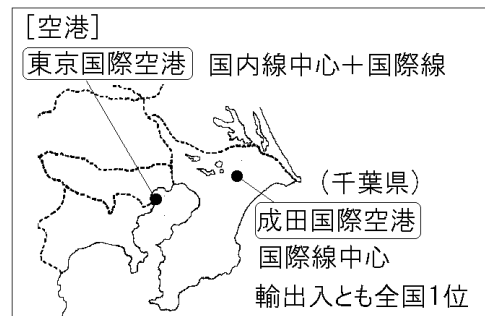 [空港]
東京国際空港 国内線中心＋国際線
(千葉県)
成田国際空港
国際線中心
輸出入とも全国1位